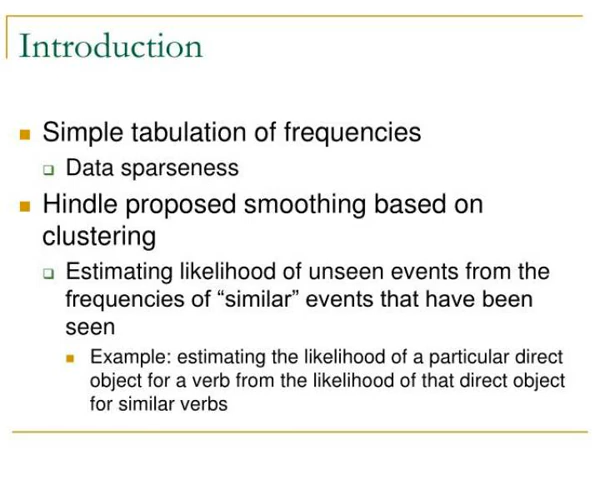 Introduction
Simple tabulation of frequencies
Data sparseness
Hindle proposed smoothing based on
clustering
Estimating likelihood of unseen events from the
frequencies of “similar” events that have been
seen
Example: estimating the likelihood of a particular direct
object for a verb from the likelihood of that direct object
for similar verbs